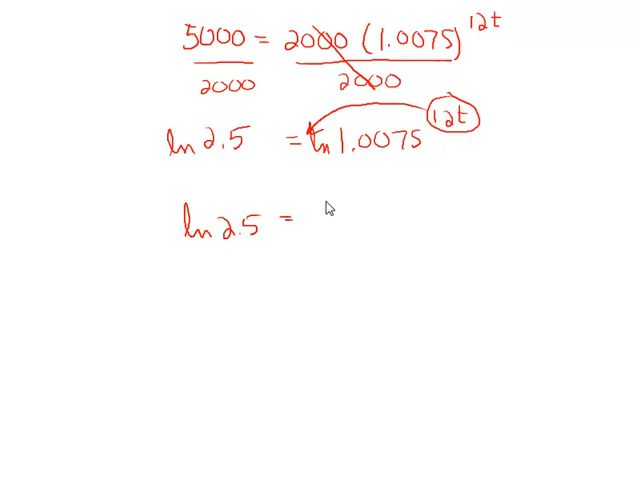 5000 = 2000 (1.0075)^12t
2000 2000
ln 2.5 = ln 1.0075^12t
ln 2.5 =